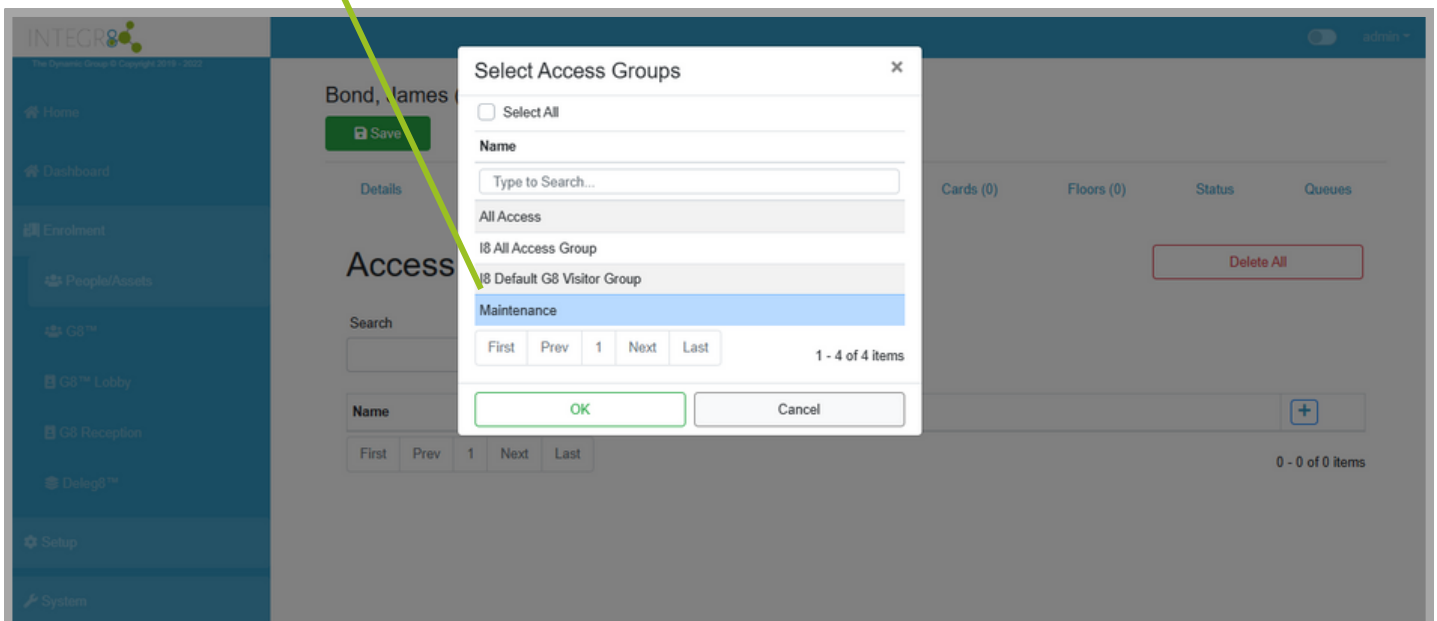 INTEGR8
The Dynamic Group © Copyright 2010 - 2022
admin
Home
Dashboard
Enrolment
People/Assets
G8™
G8™ Lobby
G8 Reception
Deleg8™
Setup
System
Bond, James (
Save
Details
Cards (0)
Floors (0)
Status
Queues
Access
Delete All
Search
Name
First Prev 1 Next Last
0 - 0 of 0 items
Select Access Groups ×
Select All
Name
Type to Search...
All Access
I8 All Access Group
I8 Default G8 Visitor Group
Maintenance
First Prev 1 Next Last
1 - 4 of 4 items
OK
Cancel